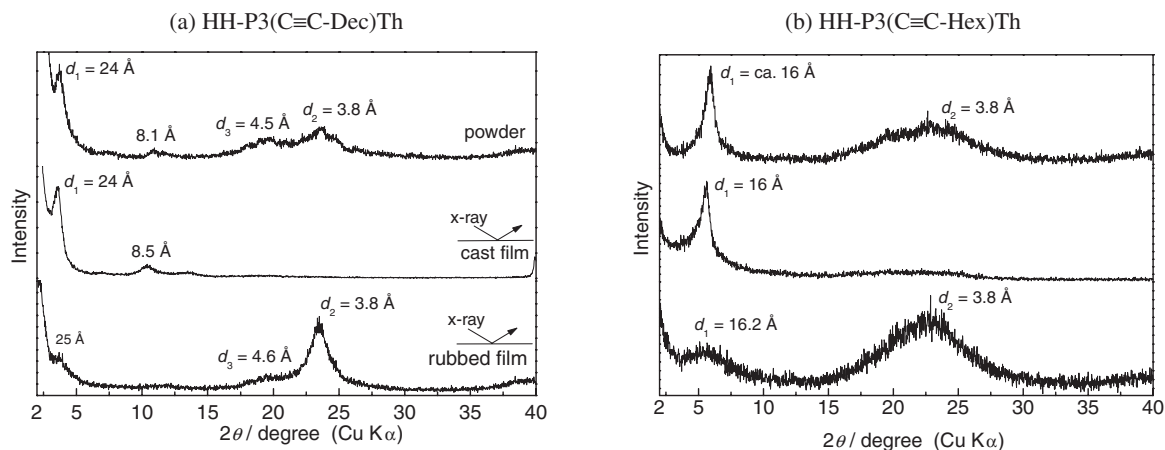 (a) HH-P3(C≡C-Dec)Th
Intensity
d₁ = 24 Å
8.1 Å
d₃ = 4.5 Å
d₂ = 3.8 Å
powder
d₁ = 24 Å
8.5 Å
x-ray
cast film
25 Å
d₃ = 4.6 Å
d₂ = 3.8 Å
x-ray
rubbed film
2 5 10 15 20 25 30 35 40
2θ / degree (Cu Kα)
(b) HH-P3(C≡C-Hex)Th
Intensity
d₁ = ca. 16 Å
d₂ = 3.8 Å
d₁ = 16 Å
d₁ = 16.2 Å
d₂ = 3.8 Å
2 5 10 15 20 25 30 35 40
2θ / degree (Cu Kα)